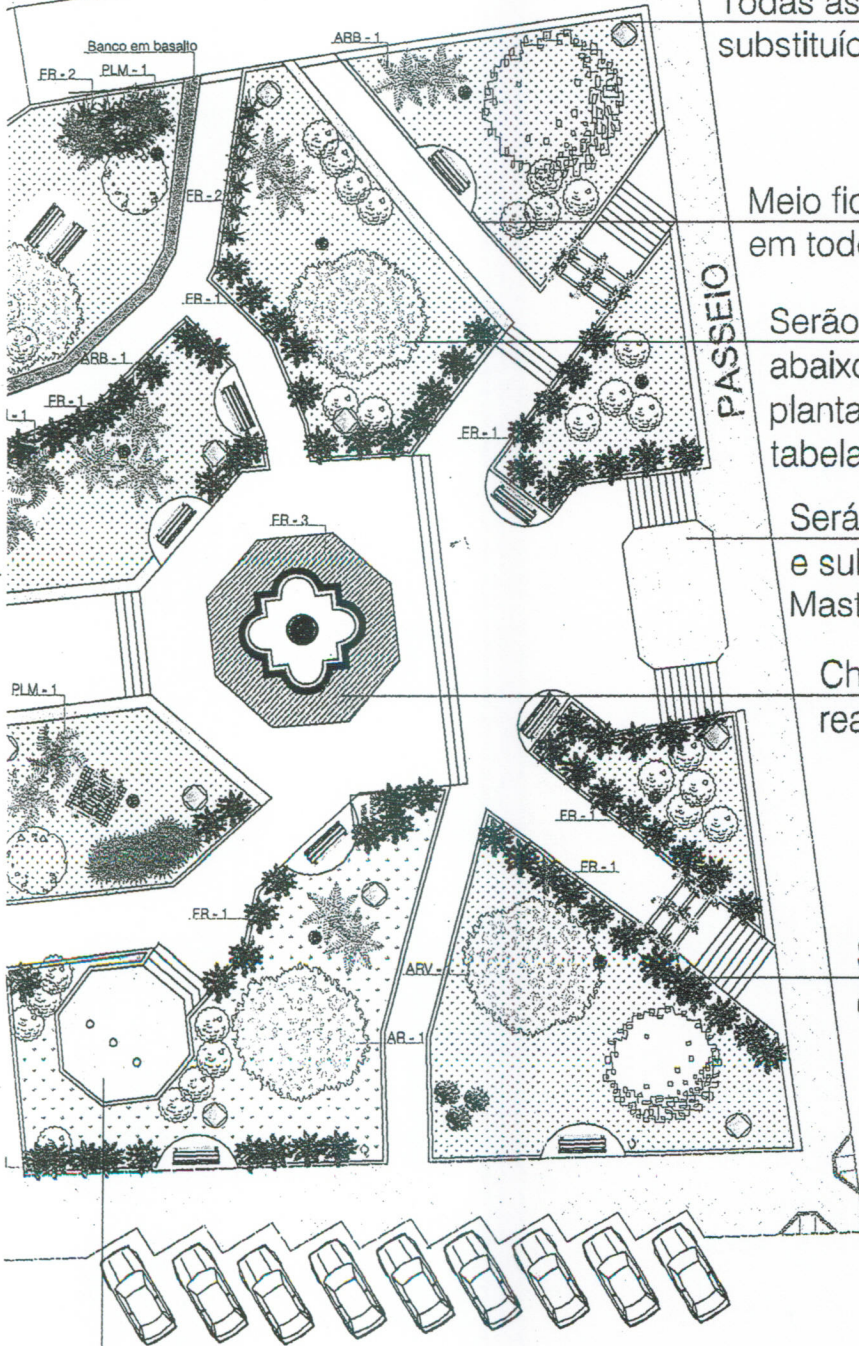 Todas as
substituíd
Banco em basalto
ARB - 1
FR - 2
PLM - 1
FR - 2
Meio fio
em todo
PASSEIO
Serão
abaixo
planta
tabela
FR - 1
ARB - 1
FR - 1
FR - 1
Será
e sub
Mast
FR - 3
Ch
rea
PLM - 1
FR - 1
FR - 1
FR - 1
ARV -
AR - 1